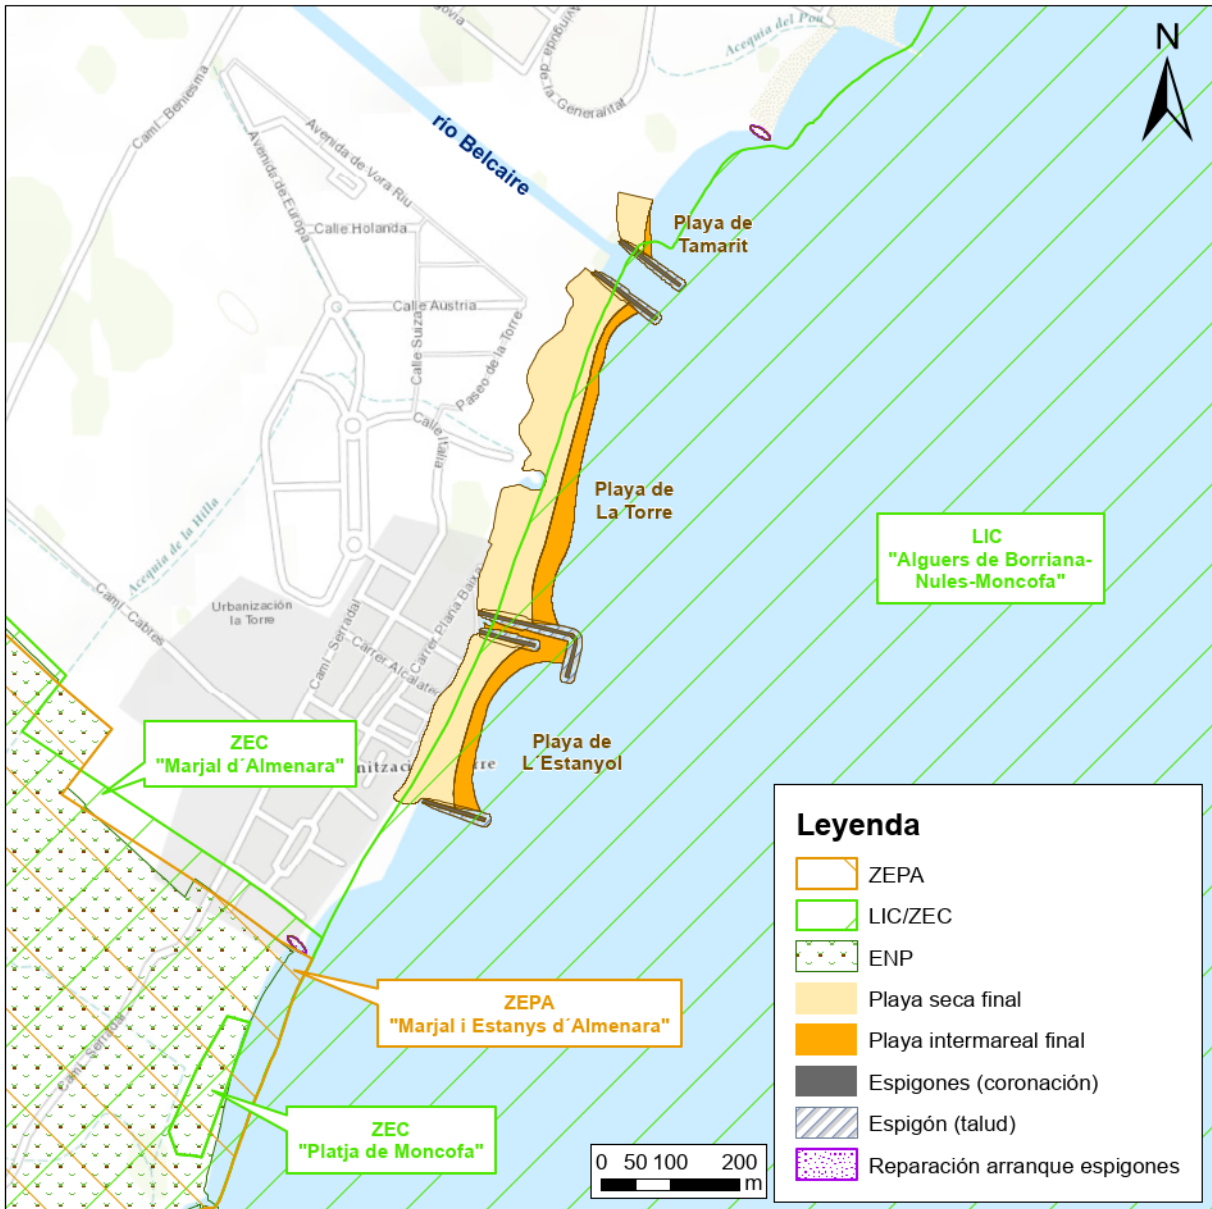 Acequia del Pou
N
Avinguda
de la Generalitat
Camí Beniesma
río Belcaire
Avenida de Vora Riu
Avenida de Europa
Playa de
Tamarit
Calle Holanda
Calle Austria
Calle Suiza
Paseo de la Torre
Calle Italia
Playa de
La Torre
Acequia de la Hilla
LIC
"Alguers de Borriana-
Nules-Moncofa"
Camí Cabres
Urbanización
la Torre
Camí Serradal
Carrer Plana Baixa
Carrer Alcalatén
ZEC
"Marjal d´Almenara"
Playa de
L´Estanyol
Leyenda
ZEPA
LIC/ZEC
ENP
Playa seca final
Playa intermareal final
Espigones (coronación)
Espigón (talud)
Reparación arranque espigones
ZEPA
"Marjal i Estanys d´Almenara"
Camí Serradal
ZEC
"Platja de Moncofa"
0 50 100 200
m